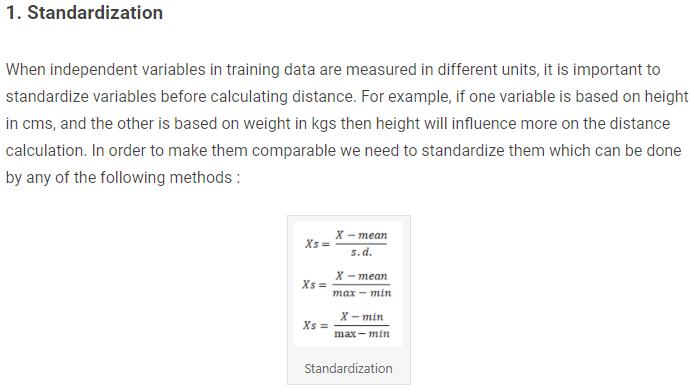 1. Standardization
When independent variables in training data are measured in different units, it is important to
standardize variables before calculating distance. For example, if one variable is based on height
in cms, and the other is based on weight in kgs then height will influence more on the distance
calculation. In order to make them comparable we need to standardize them which can be done
by any of the following methods :
Xs = (X − mean) / s.d.
Xs = (X − mean) / (max − min)
Xs = (X − min) / (max − min)
Standardization